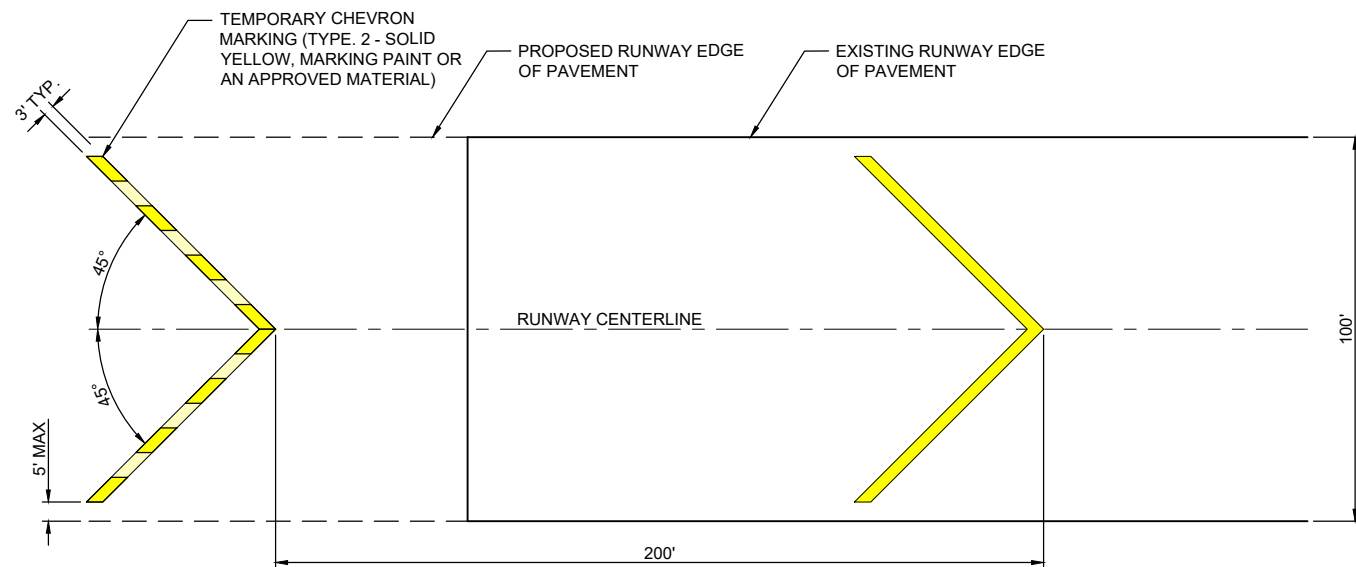 TEMPORARY CHEVRON
MARKING (TYPE. 2 - SOLID
YELLOW, MARKING PAINT OR
AN APPROVED MATERIAL)
PROPOSED RUNWAY EDGE
OF PAVEMENT
EXISTING RUNWAY EDGE
OF PAVEMENT
3' TYP.
45°
RUNWAY CENTERLINE
100'
45°
5' MAX
200'